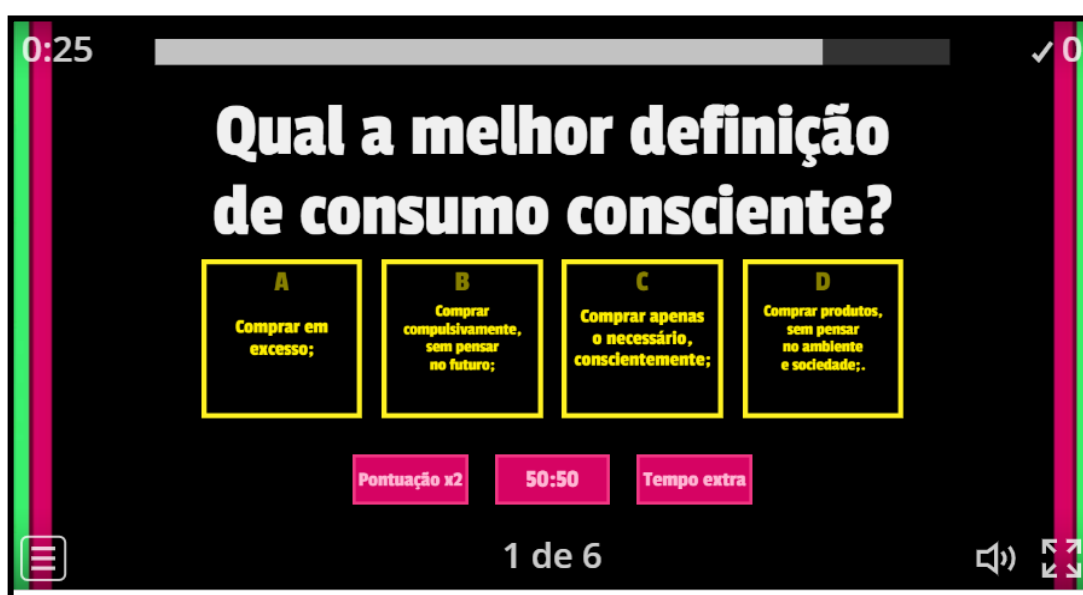 0:25
0
Qual a melhor definição
de consumo consciente?
A
Comprar em
excesso;
B
Comprar
compulsivamente,
sem pensar
no futuro;
C
Comprar apenas
o necessário,
conscientemente;
D
Comprar produtos,
sem pensar
no ambiente
e sociedade;.
Pontuação x2
50:50
Tempo extra
1 de 6